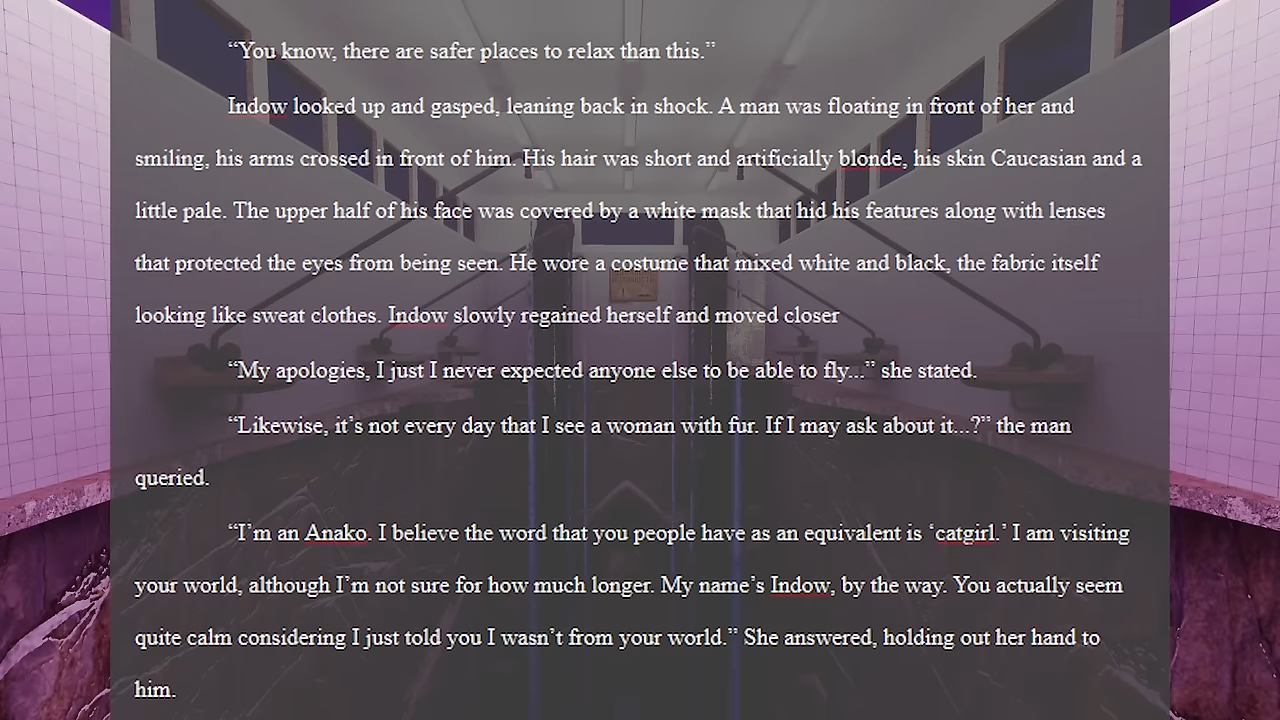 “You know, there are safer places to relax than this.”
Indow looked up and gasped, leaning back in shock. A man was floating in front of her and
smiling, his arms crossed in front of him. His hair was short and artificially blonde, his skin Caucasian and a
little pale. The upper half of his face was covered by a white mask that hid his features along with lenses
that protected the eyes from being seen. He wore a costume that mixed white and black, the fabric itself
looking like sweat clothes. Indow slowly regained herself and moved closer
“My apologies, I just I never expected anyone else to be able to fly...” she stated.
“Likewise, it’s not every day that I see a woman with fur. If I may ask about it...?” the man
queried.
“I’m an Anako. I believe the word that you people have as an equivalent is ‘catgirl.’ I am visiting
your world, although I’m not sure for how much longer. My name’s Indow, by the way. You actually seem
quite calm considering I just told you I wasn’t from your world.” She answered, holding out her hand to
him.